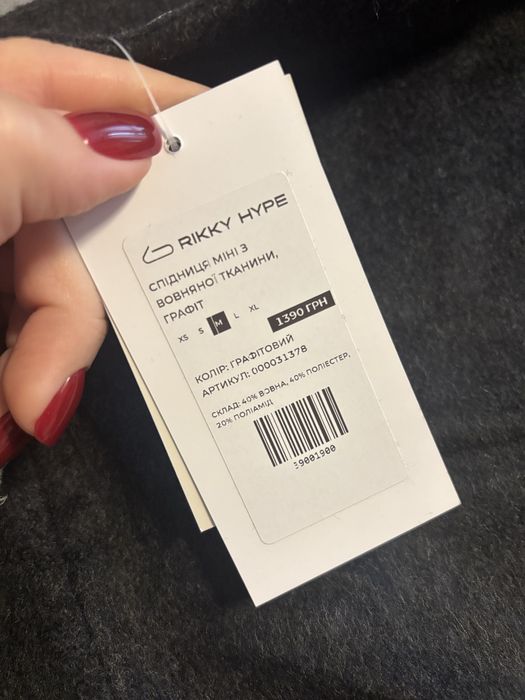 RIKKY HYPE
СПІДНИЦЯ МІНІ З
ВОВНЯНОЇ ТКАНИНИ,
ГРАФІТ
XS S M L XL
1390 ГРН
КОЛІР: ГРАФІТОВИЙ
АРТИКУЛ: 000031378
СКЛАД: 40% ВОВНА, 40% ПОЛІЕСТЕР,
20% ПОЛІАМІД
39001900